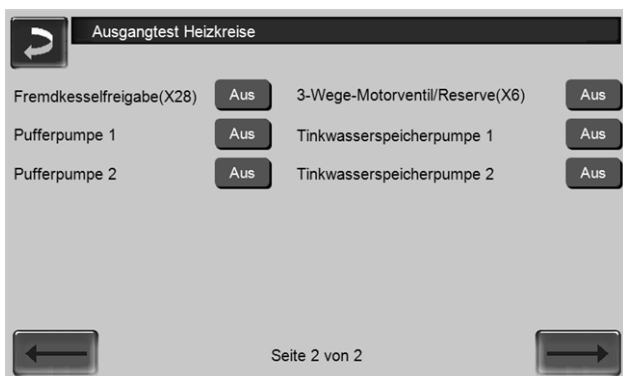 Ausgangtest Heizkreise
Fremdkesselfreigabe(X28) Aus 3-Wege-Motorventil/Reserve(X6) Aus
Pufferpumpe 1 Aus Tinkwasserspeicherpumpe 1 Aus
Pufferpumpe 2 Aus Tinkwasserspeicherpumpe 2 Aus
Seite 2 von 2